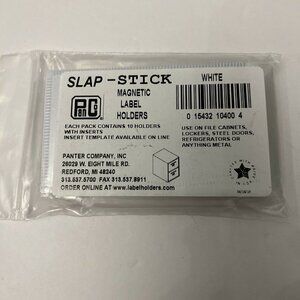 SLAP-STICK
WHITE
PanCo
MAGNETIC
LABEL
HOLDERS
0 15432 10400 4
EACH PACK CONTAINS 10 HOLDERS
WITH INSERTS
INSERT TEMPLATE AVAILABLE ON LINE
USE ON FILE CABINETS,
LOCKERS, STEEL DOORS,
REFRIGERATORS OR
ANYTHING METAL
PANTER COMPANY, INC
26029 W. EIGHT MILE RD.
REDFORD, MI 48240
313.537.5700 FAX 313.537.8911
ORDER ONLINE AT www.labelholders.com